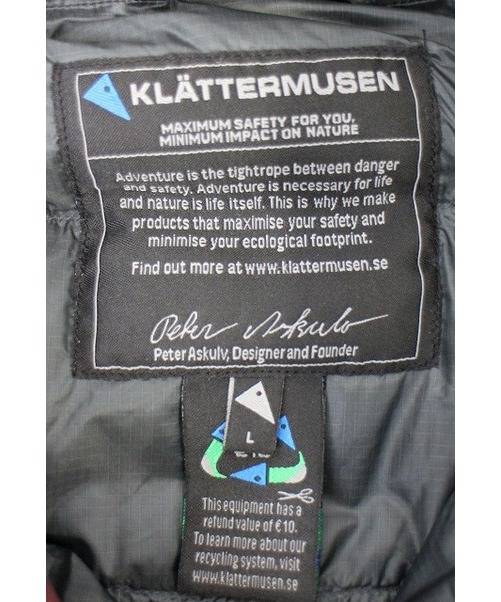 KLÄTTERMUSEN
MAXIMUM SAFETY FOR YOU,
MINIMUM IMPACT ON NATURE
Adventure is the tightrope between danger
and safety. Adventure is necessary for life
and nature is life itself. This is why we make
products that maximise your safety and
minimise your ecological footprint.
Find out more at www.klattermusen.se
Peter Askulv
Peter Askulv, Designer and Founder
L
This equipment has a
refund value of €10.
To learn more about our
recycling system, visit
www.klattermusen.se